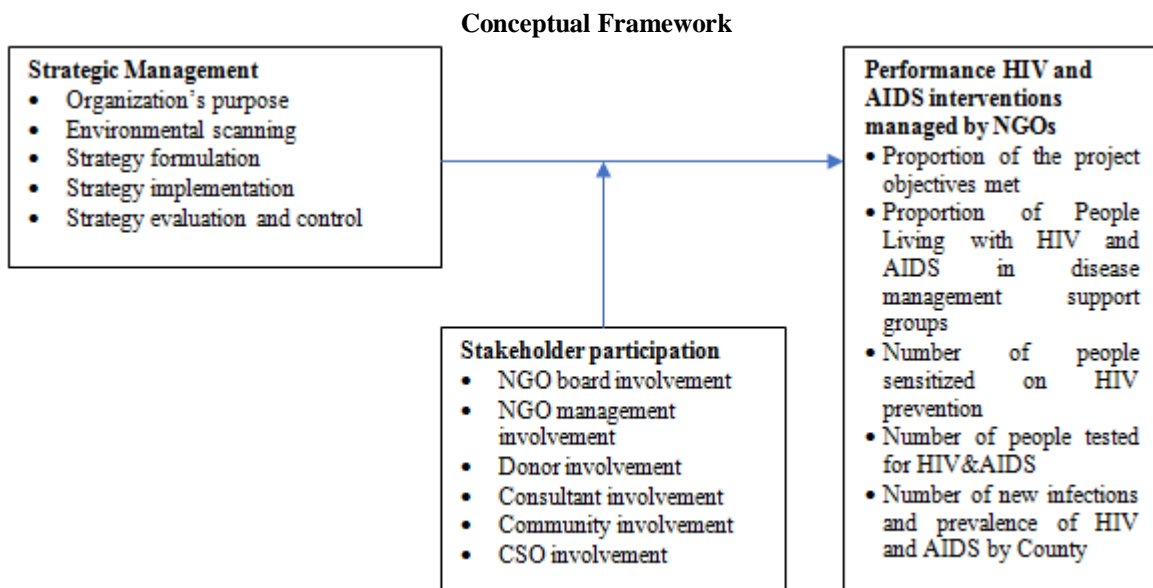 Conceptual Framework
Strategic Management
• Organization's purpose
• Environmental scanning
• Strategy formulation
• Strategy implementation
• Strategy evaluation and control
Stakeholder participation
• NGO board involvement
• NGO management
involvement
• Donor involvement
• Consultant involvement
• Community involvement
• CSO involvement
Performance HIV and
AIDS interventions
managed by NGOs
• Proportion of the project
objectives met
• Proportion of People
Living with HIV and
AIDS in disease
management support
groups
• Number of people
sensitized on HIV
prevention
• Number of people tested
for HIV&AIDS
• Number of new infections
and prevalence of HIV
and AIDS by County